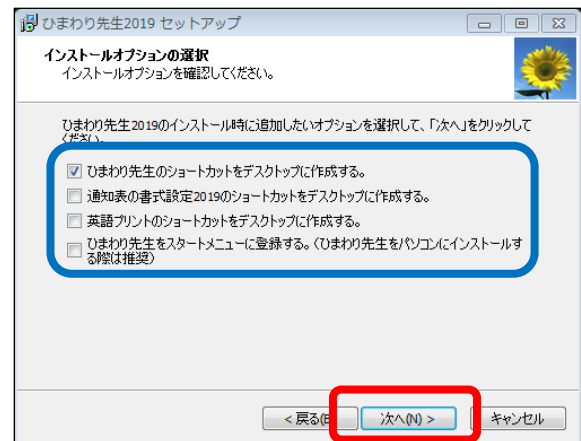 ひまわり先生2019 セットアップ
インストールオプションの選択
インストールオプションを確認してください。
ひまわり先生2019のインストール時に追加したいオプションを選択して、「次へ」をクリックして
ください。
ひまわり先生のショートカットをデスクトップに作成する。
通知表の書式設定2019のショートカットをデスクトップに作成する。
英語プリントのショートカットをデスクトップに作成する。
ひまわり先生をスタートメニューに登録する。(ひまわり先生をパソコンにインストールす
る際は推奨)
< 戻る(B 次へ(N) > キャンセル